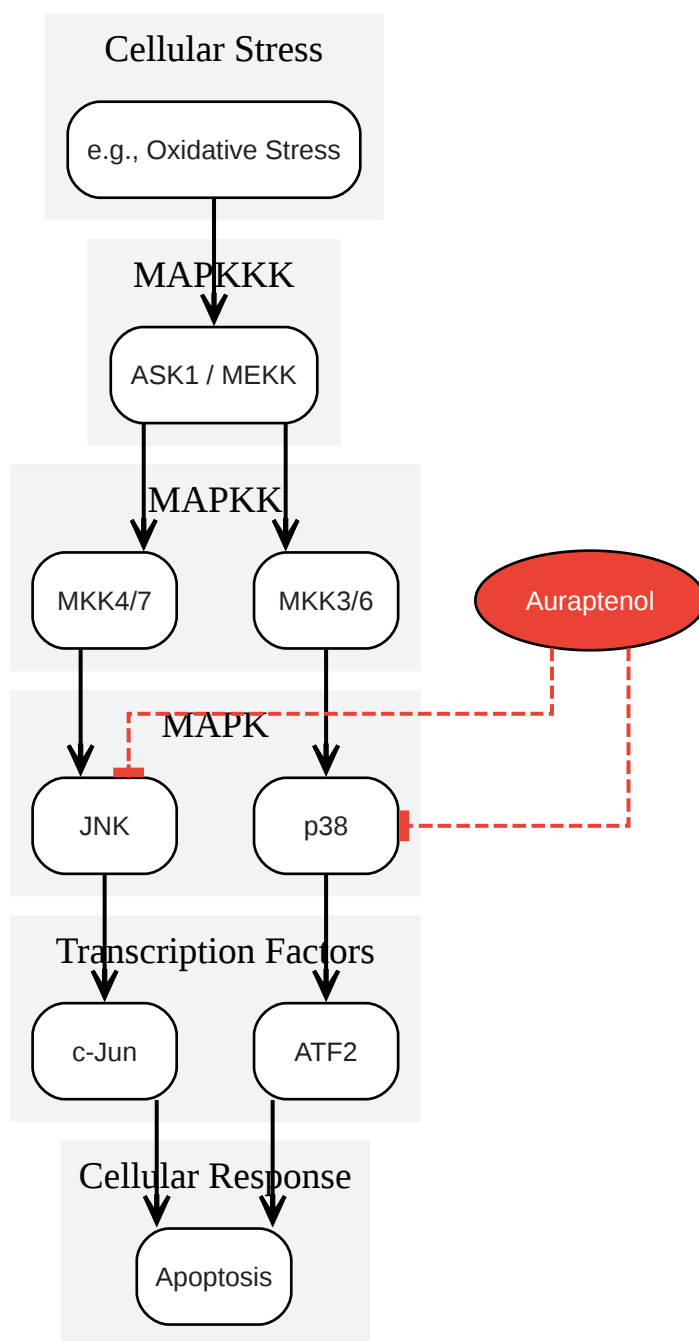 Cellular Stress
e.g., Oxidative Stress
MAPKKK
ASK1 / MEKK
MAPKK
MKK4/7
MKK3/6
Auraptenol
MAPK
JNK
p38
Transcription Factors
c-Jun
ATF2
Cellular Response
Apoptosis